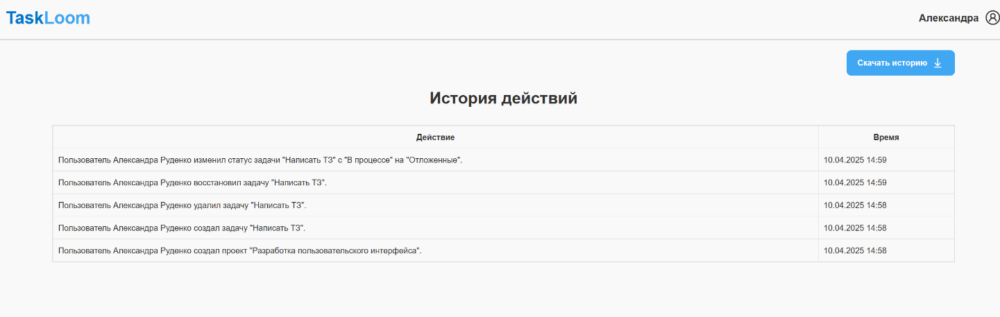 TaskLoom
Александра
Скачать историю
История действий
Действие Время
Пользователь Александра Руденко изменил статус задачи "Написать ТЗ" с "В процессе" на "Отложенные". 10.04.2025 14:59
Пользователь Александра Руденко восстановил задачу "Написать ТЗ". 10.04.2025 14:59
Пользователь Александра Руденко удалил задачу "Написать ТЗ". 10.04.2025 14:58
Пользователь Александра Руденко создал задачу "Написать ТЗ". 10.04.2025 14:58
Пользователь Александра Руденко создал проект "Разработка пользовательского интерфейса". 10.04.2025 14:58